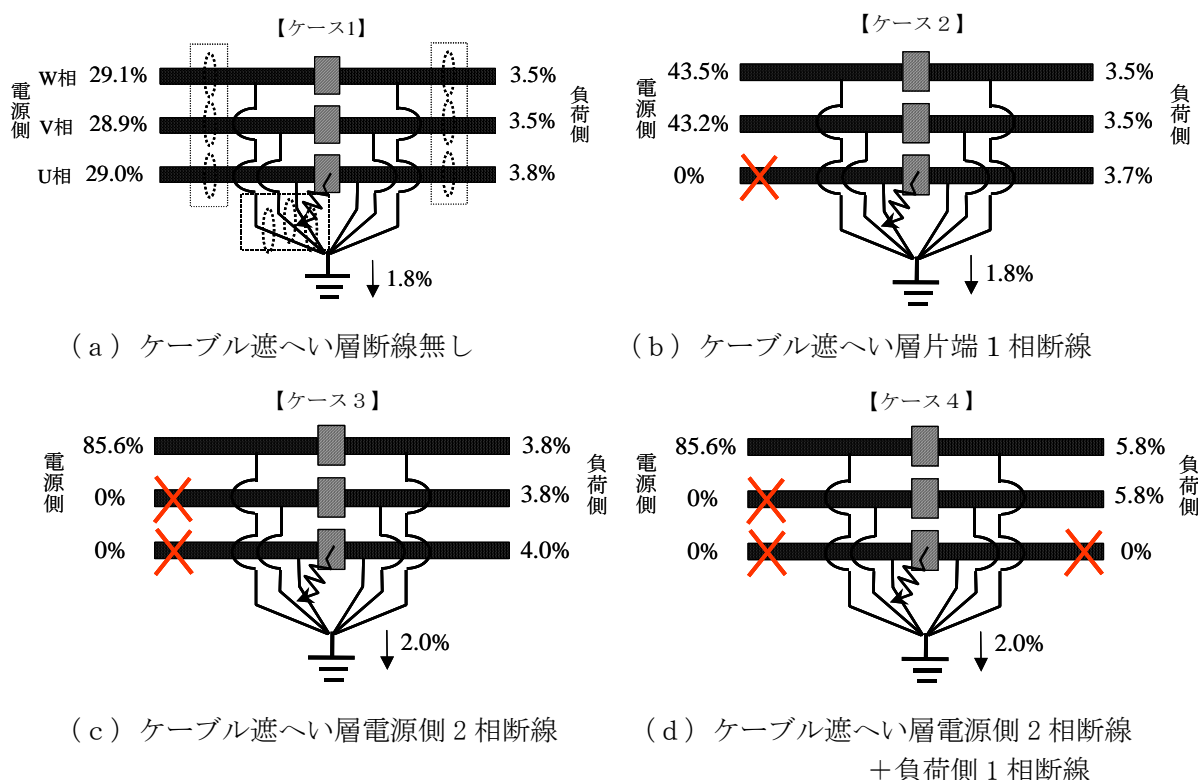 【ケース1】
電源側
W相 29.1%
V相 28.9%
U相 29.0%
3.5%
3.5%
3.8%
負荷側
1.8%
(a) ケーブル遮へい層断線無し
【ケース２】
電源側
43.5%
43.2%
0%
3.5%
3.5%
3.7%
負荷側
1.8%
(b) ケーブル遮へい層片端１相断線
【ケース３】
電源側
85.6%
0%
0%
3.8%
3.8%
4.0%
負荷側
2.0%
(c) ケーブル遮へい層電源側２相断線
【ケース４】
電源側
85.6%
0%
0%
5.8%
5.8%
0%
負荷側
2.0%
(d) ケーブル遮へい層電源側２相断線
＋負荷側１相断線